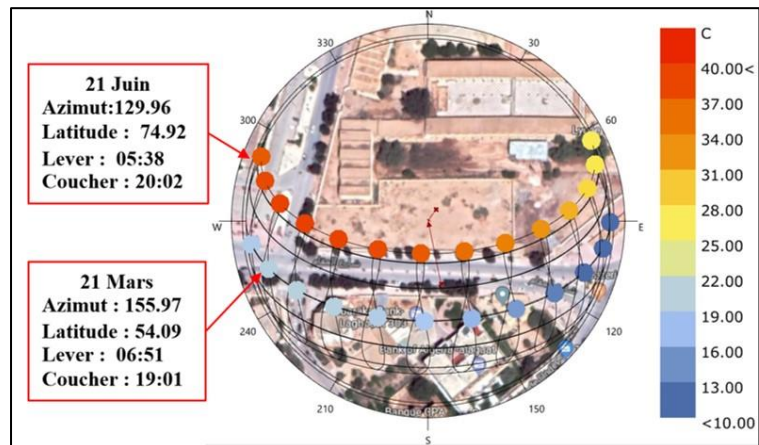 21 Juin
Azimut:129.96
Latitude : 74.92
Lever : 05:38
Coucher : 20:02
21 Mars
Azimut : 155.97
Latitude : 54.09
Lever : 06:51
Coucher : 19:01
N
30
60
E
120
150
S
210
240
W
300
330
Banque CPA
C
40.00<
37.00
34.00
31.00
28.00
25.00
22.00
19.00
16.00
13.00
<10.00